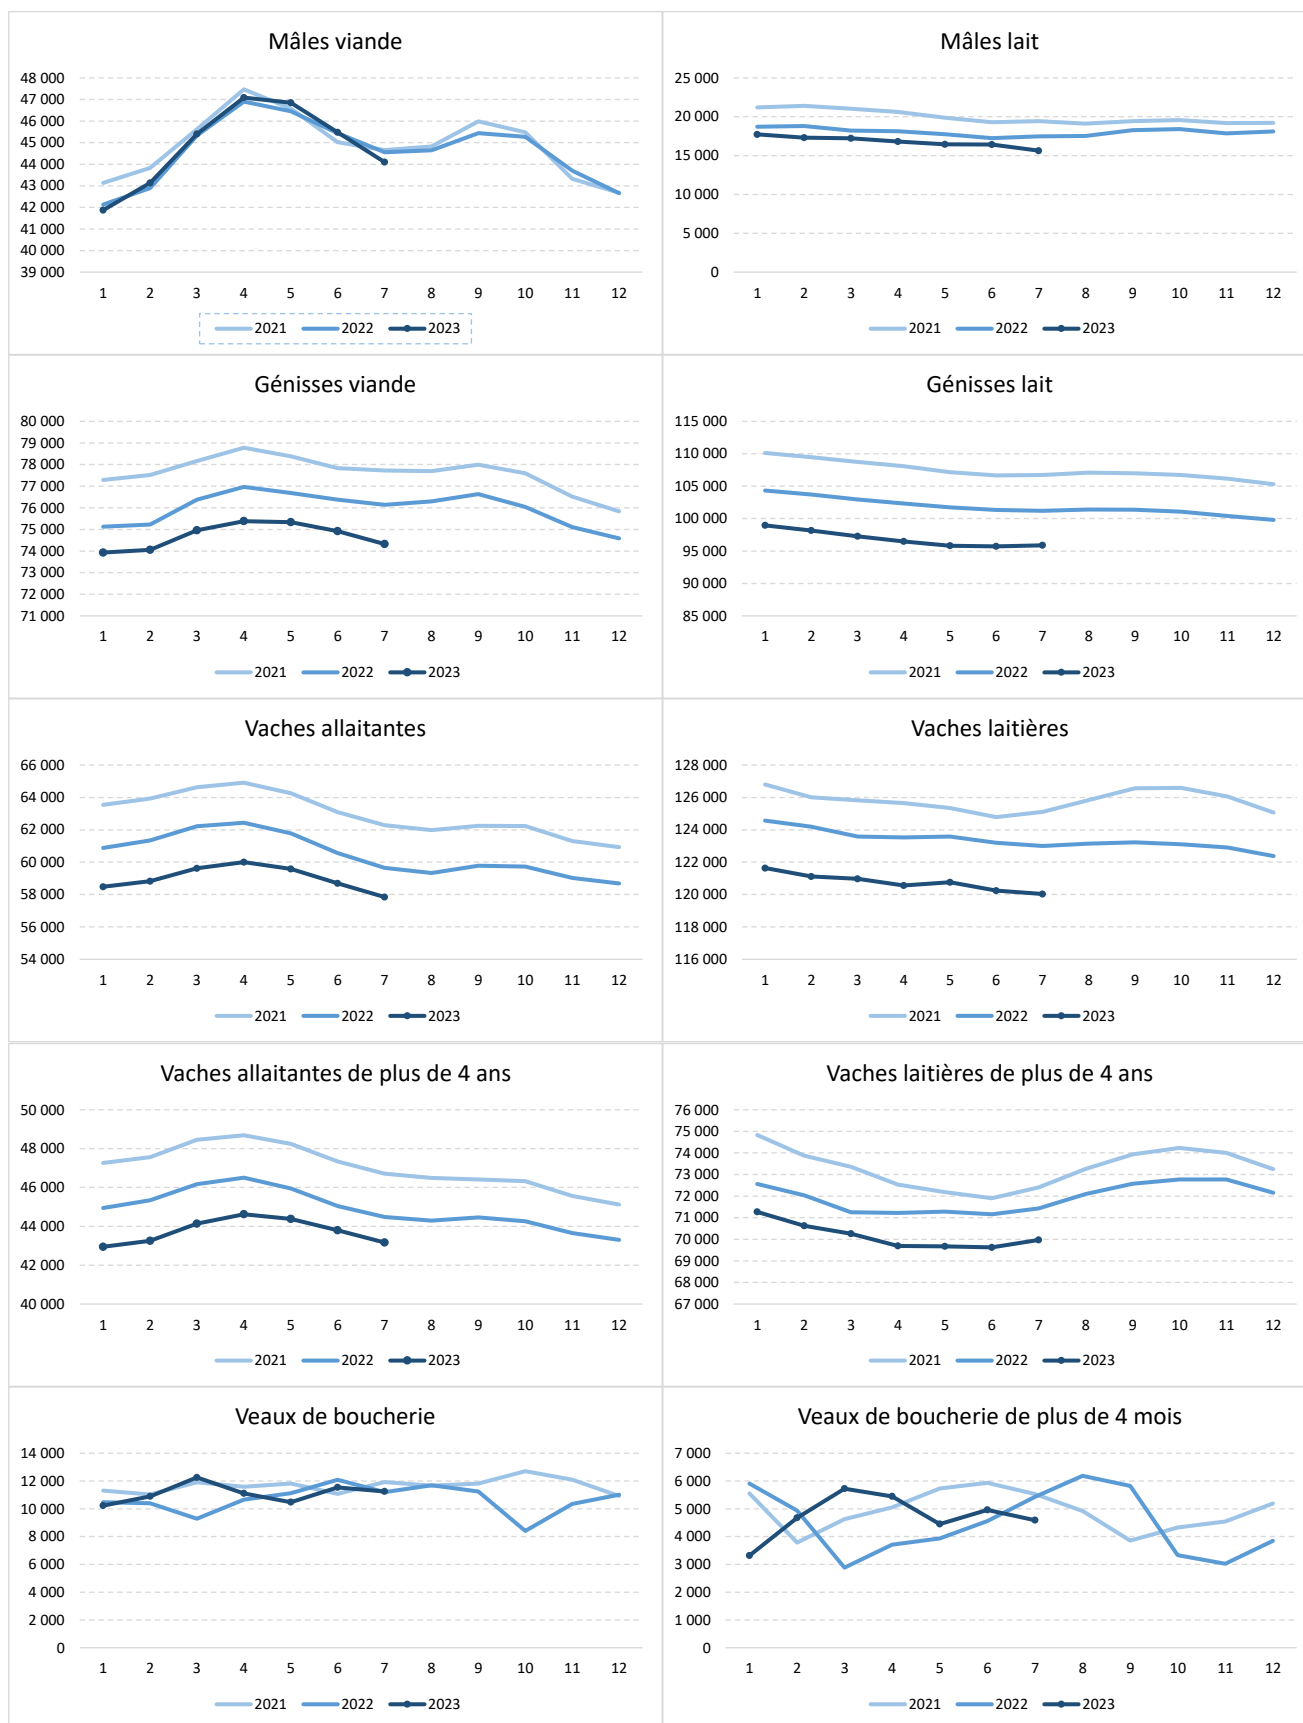 Mâles viande
48 000
47 000
46 000
45 000
44 000
43 000
42 000
41 000
40 000
39 000
1 2 3 4 5 6 7 8 9 10 11 12
2021 2022 2023
Mâles lait
25 000
20 000
15 000
10 000
5 000
0
1 2 3 4 5 6 7 8 9 10 11 12
2021 2022 2023
Génisses viande
80 000
79 000
78 000
77 000
76 000
75 000
74 000
73 000
72 000
71 000
1 2 3 4 5 6 7 8 9 10 11 12
2021 2022 2023
Génisses lait
115 000
110 000
105 000
100 000
95 000
90 000
85 000
1 2 3 4 5 6 7 8 9 10 11 12
2021 2022 2023
Vaches allaitantes
66 000
64 000
62 000
60 000
58 000
56 000
54 000
1 2 3 4 5 6 7 8 9 10 11 12
2021 2022 2023
Vaches laitières
128 000
126 000
124 000
122 000
120 000
118 000
116 000
1 2 3 4 5 6 7 8 9 10 11 12
2021 2022 2023
Vaches allaitantes de plus de 4 ans
50 000
48 000
46 000
44 000
42 000
40 000
1 2 3 4 5 6 7 8 9 10 11 12
2021 2022 2023
Vaches laitières de plus de 4 ans
76 000
75 000
74 000
73 000
72 000
71 000
70 000
69 000
68 000
67 000
1 2 3 4 5 6 7 8 9 10 11 12
2021 2022 2023
Veaux de boucherie
14 000
12 000
10 000
8 000
6 000
4 000
2 000
0
1 2 3 4 5 6 7 8 9 10 11 12
2021 2022 2023
Veaux de boucherie de plus de 4 mois
7 000
6 000
5 000
4 000
3 000
2 000
1 000
0
1 2 3 4 5 6 7 8 9 10 11 12
2021 2022 2023